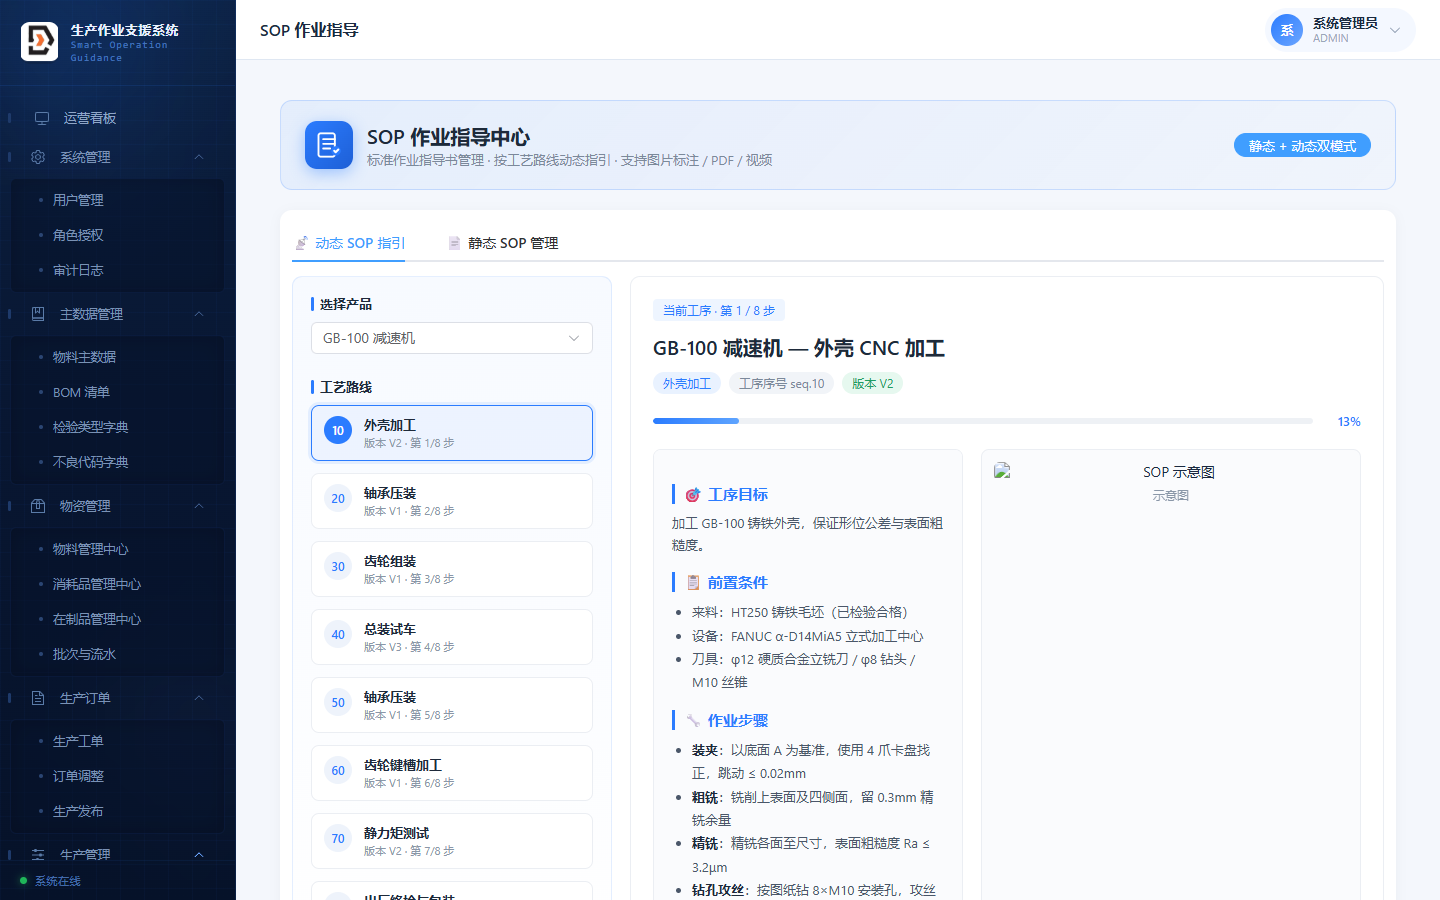 生产作业支援系统
Smart Operation
Guidance
运营看板
系统管理
用户管理
角色授权
审计日志
主数据管理
物料主数据
BOM 清单
检验类型字典
不良代码字典
物资管理
物料管理中心
消耗品管理中心
在制品管理中心
批次与流水
生产订单
生产工单
订单调整
生产发布
生产管理
系统在线
SOP 作业指导
系
系统管理员
ADMIN
SOP 作业指导中心
标准作业指导书管理 · 按工艺路线动态指引 · 支持图片标注 / PDF / 视频
静态 + 动态双模式
动态 SOP 指引
静态 SOP 管理
选择产品
GB-100 减速机
工艺路线
10
外壳加工
版本 V2 · 第 1/8 步
20
轴承压装
版本 V1 · 第 2/8 步
30
齿轮组装
版本 V1 · 第 3/8 步
40
总装试车
版本 V3 · 第 4/8 步
50
轴承压装
版本 V1 · 第 5/8 步
60
齿轮键槽加工
版本 V1 · 第 6/8 步
70
静力矩测试
版本 V2 · 第 7/8 步
当前工序 · 第 1 / 8 步
GB-100 减速机 — 外壳 CNC 加工
外壳加工
工序序号 seq.10
版本 V2
13%
工序目标
加工 GB-100 铸铁外壳，保证形位公差与表面粗
糙度。
前置条件
来料：HT250 铸铁毛坯（已检验合格）
设备：FANUC α-D14MiA5 立式加工中心
刀具：φ12 硬质合金立铣刀 / φ8 钻头 /
M10 丝锥
作业步骤
装夹：以底面 A 为基准，使用 4 爪卡盘找
正，跳动 ≤ 0.02mm
粗铣：铣削上表面及四侧面，留 0.3mm 精
铣余量
精铣：精铣各面至尺寸，表面粗糙度 Ra ≤
3.2μm
钻孔攻丝：按图纸钻 8×M10 安装孔，攻丝
SOP 示意图
示意图